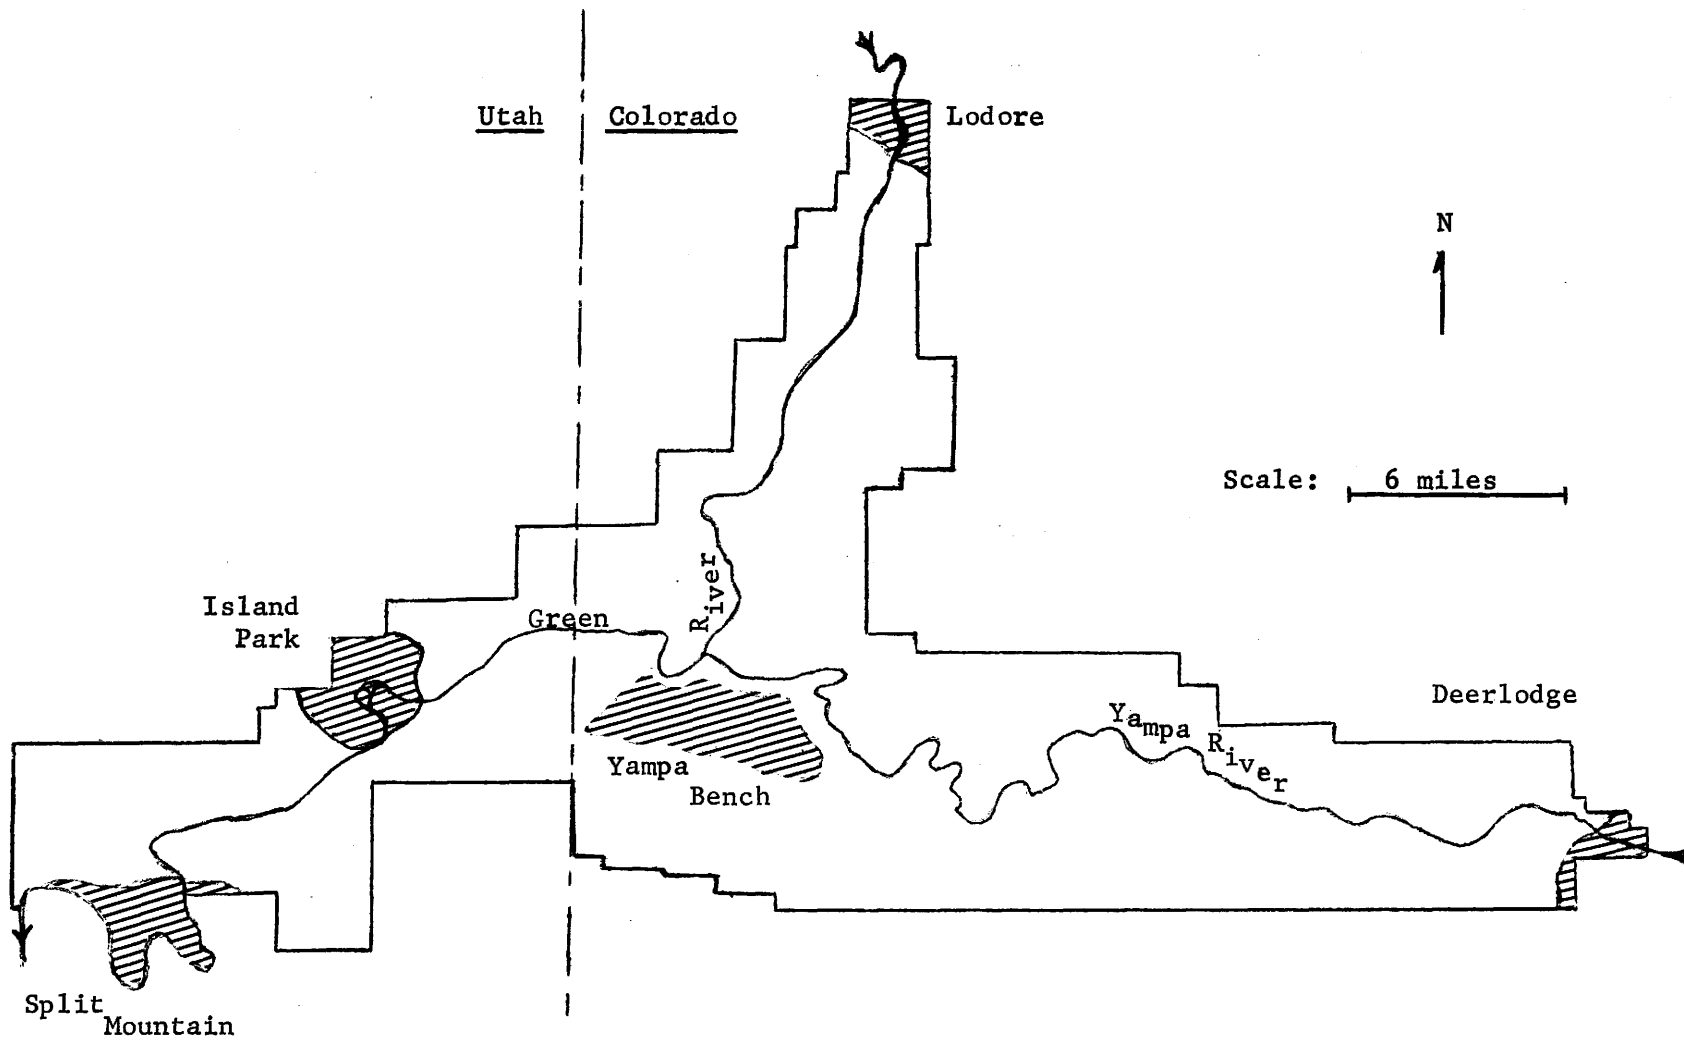 Utah
Colorado
Lodore
N
Scale:
6 miles
Island
Park
Green
River
Deerlodge
Yampa
River
Yampa
Bench
Split
Mountain